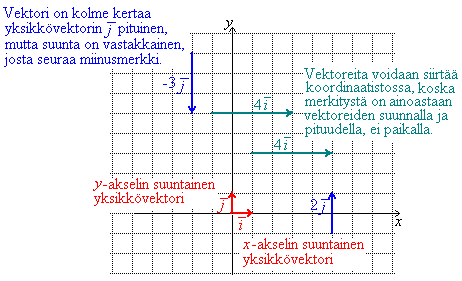 Vektori on kolme kertaa
yksikkövektorin j̅ pituinen,
mutta suunta on vastakkainen,
josta seuraa miinusmerkki.
y
-3 j̅
Vektoreita voidaan siirtää
koordinaatistossa, koska
merkitystä on ainoastaan
vektoreiden suunnalla ja
pituudella, ei paikalla.
4 i̅
4 i̅
y-akselin suuntainen
yksikkövektori
j̅
i̅
2 j̅
x
x-akselin suuntainen
yksikkövektori